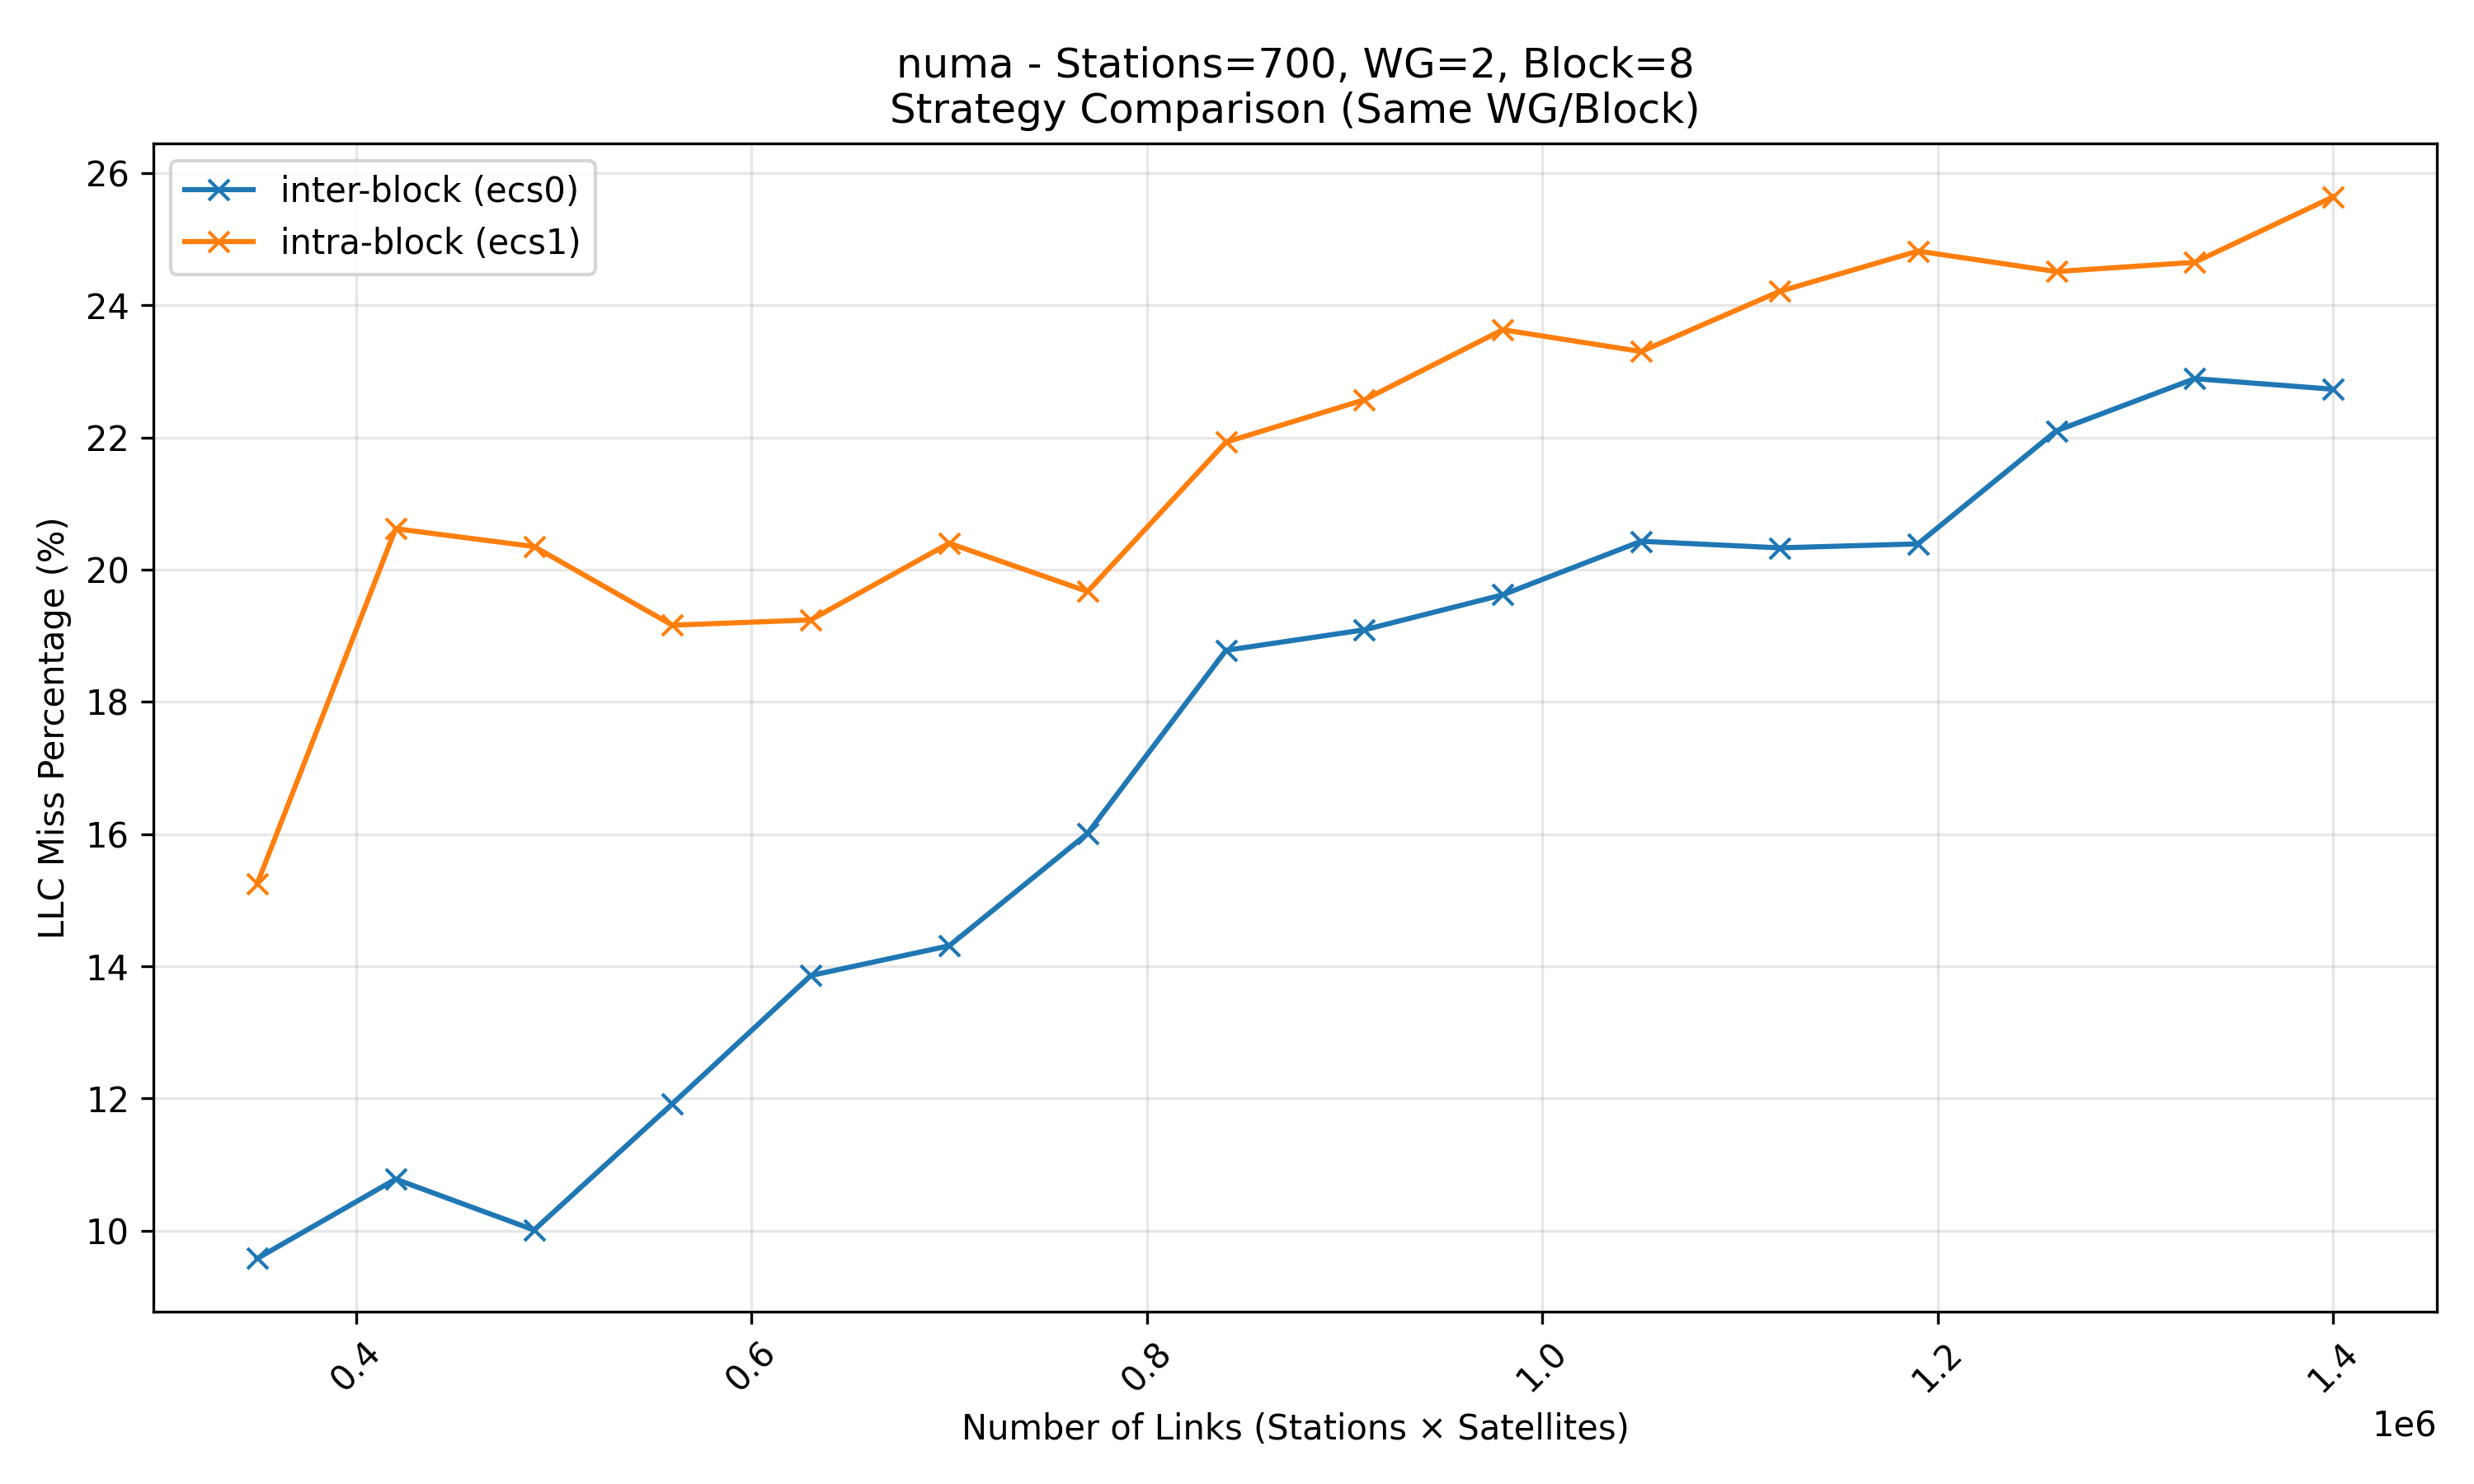 numa - Stations=700, WG=2, Block=8
Strategy Comparison (Same WG/Block)
inter-block (ecs0)
intra-block (ecs1)
LLC Miss Percentage (%)
26
24
22
20
18
16
14
12
10
0.4
0.6
0.8
1.0
1.2
1.4
1e6
Number of Links (Stations × Satellites)